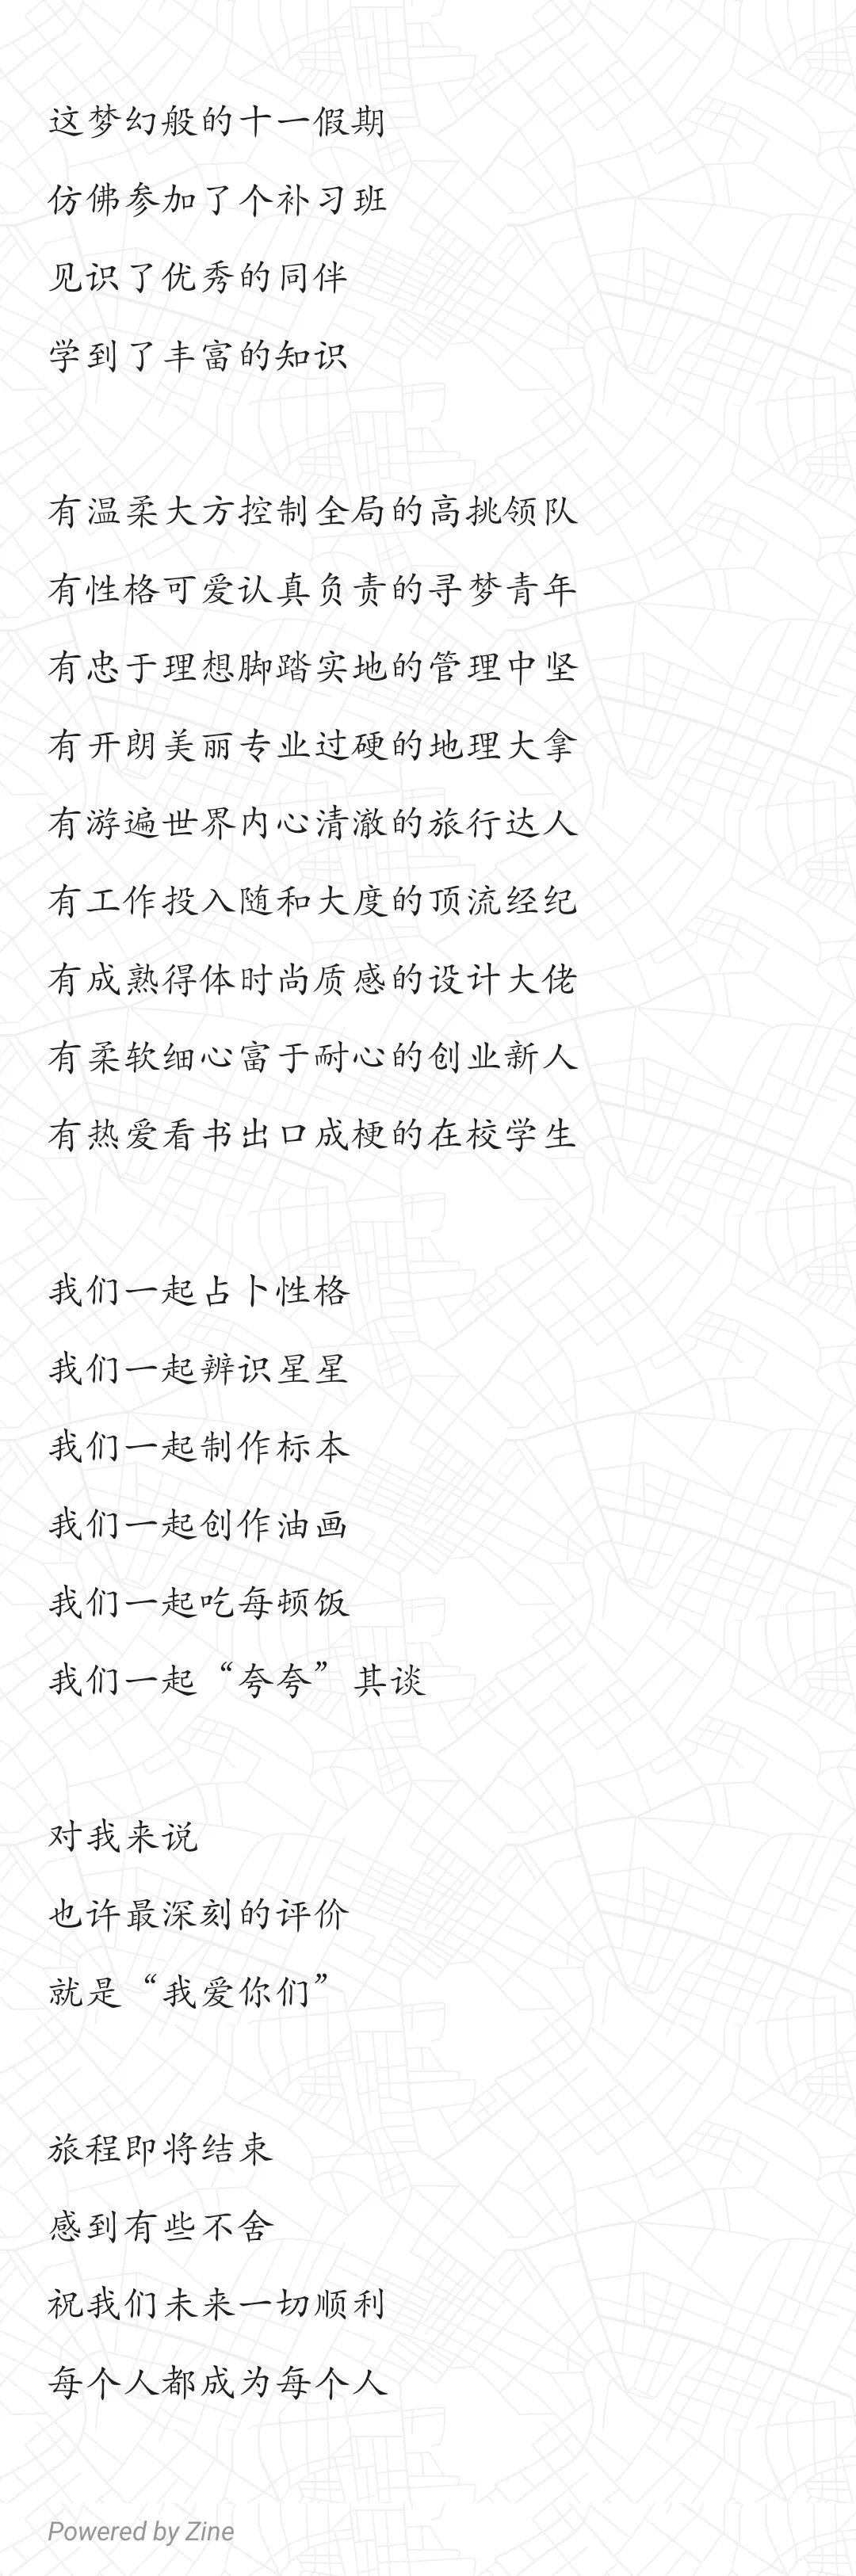 这梦幻般的十一假期
仿佛参加了个补习班
见识了优秀的同伴
学到了丰富的知识
有温柔大方控制全局的高挑领队
有性格可爱认真负责的寻梦青年
有忠于理想脚踏实地的管理中坚
有开朗美丽专业过硬的地理大拿
有游遍世界内心清澈的旅行达人
有工作投入随和大度的顶流经纪
有成熟得体时尚质感的设计大佬
有柔软细心富于耐心的创业新人
有热爱看书出口成梗的在校学生
我们一起占卜性格
我们一起辨识星星
我们一起制作标本
我们一起创作油画
我们一起吃每顿饭
我们一起“夸夸”其谈
对我来说
也许最深刻的评价
就是“我爱你们”
旅程即将结束
感到有些不舍
祝我们未来一切顺利
每个人都成为每个人
Powered by Zine